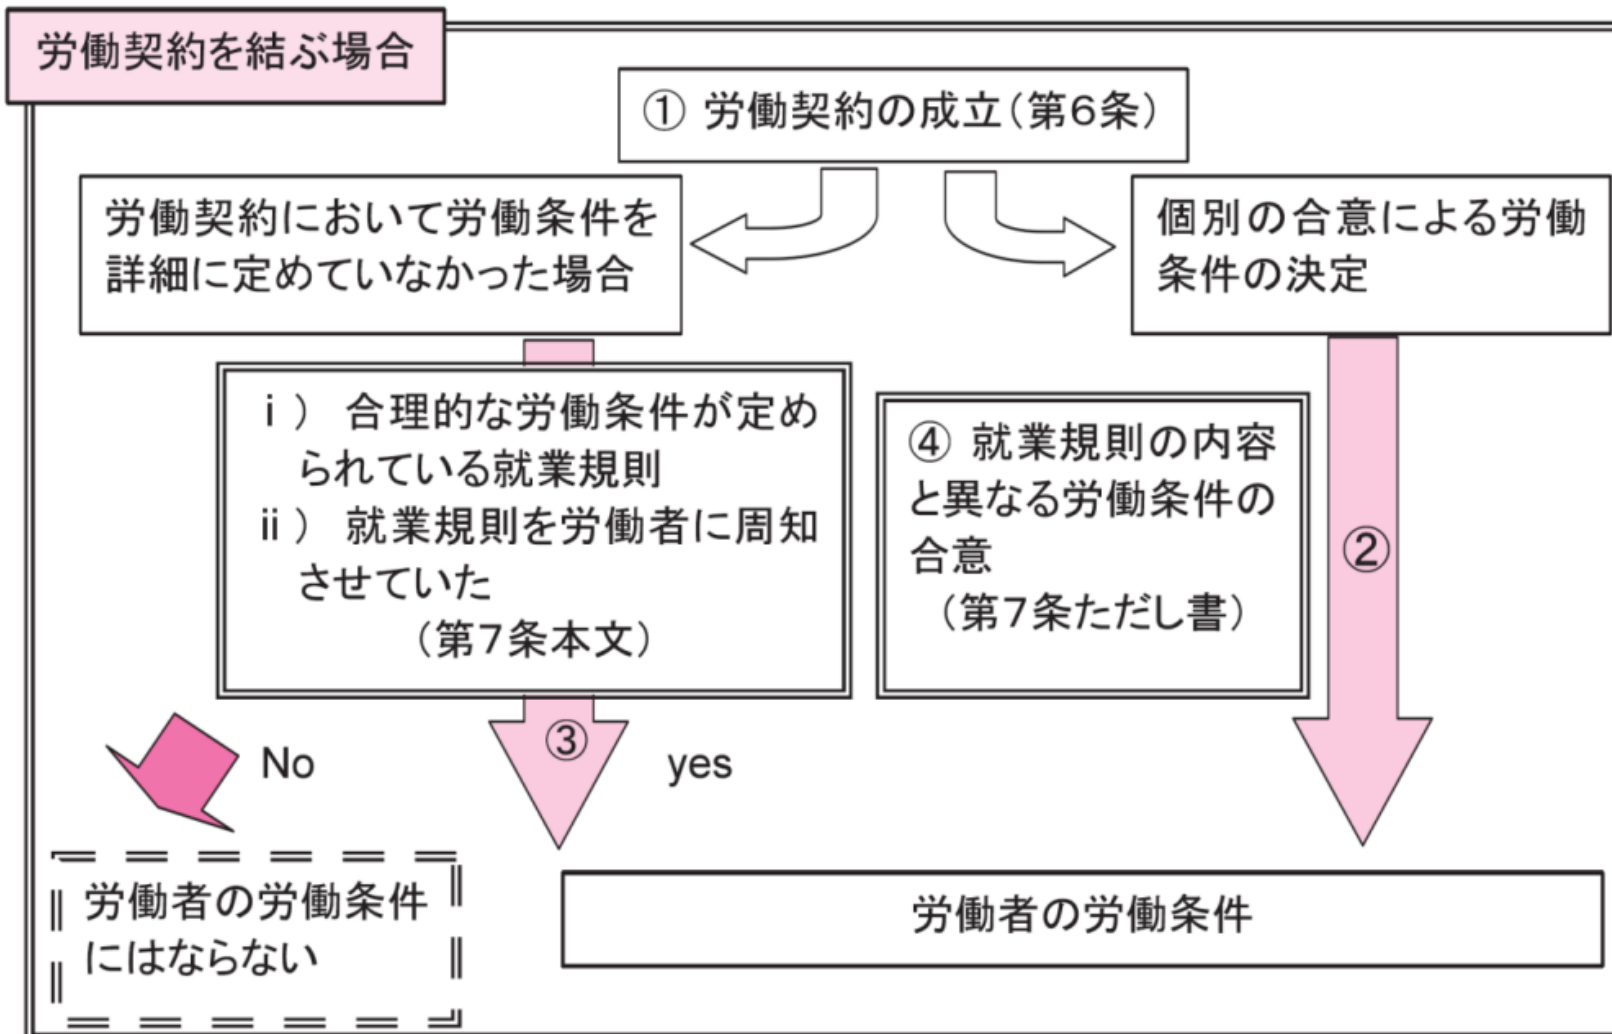 労働契約を結ぶ場合
① 労働契約の成立（第６条）
労働契約において労働条件を
詳細に定めていなかった場合
個別の合意による労働
条件の決定
ⅰ） 合理的な労働条件が定め
られている就業規則
ⅱ） 就業規則を労働者に周知
させていた
（第７条本文）
④ 就業規則の内容
と異なる労働条件の
合意
（第７条ただし書）
②
③
No
yes
労働者の労働条件
にはならない
労働者の労働条件